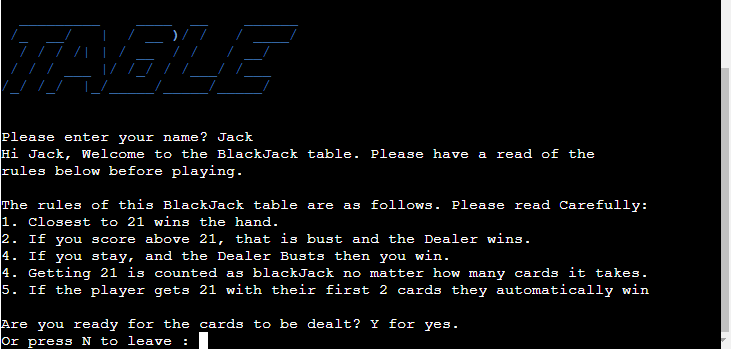 TABLE
Please enter your name? Jack
Hi Jack, Welcome to the BlackJack table. Please have a read of the
rules below before playing.
The rules of this BlackJack table are as follows. Please read Carefully:
1. Closest to 21 wins the hand.
2. If you score above 21, that is bust and the Dealer wins.
4. If you stay, and the Dealer Busts then you win.
4. Getting 21 is counted as blackJack no matter how many cards it takes.
5. If the player gets 21 with their first 2 cards they automatically win
Are you ready for the cards to be dealt? Y for yes.
Or press N to leave :